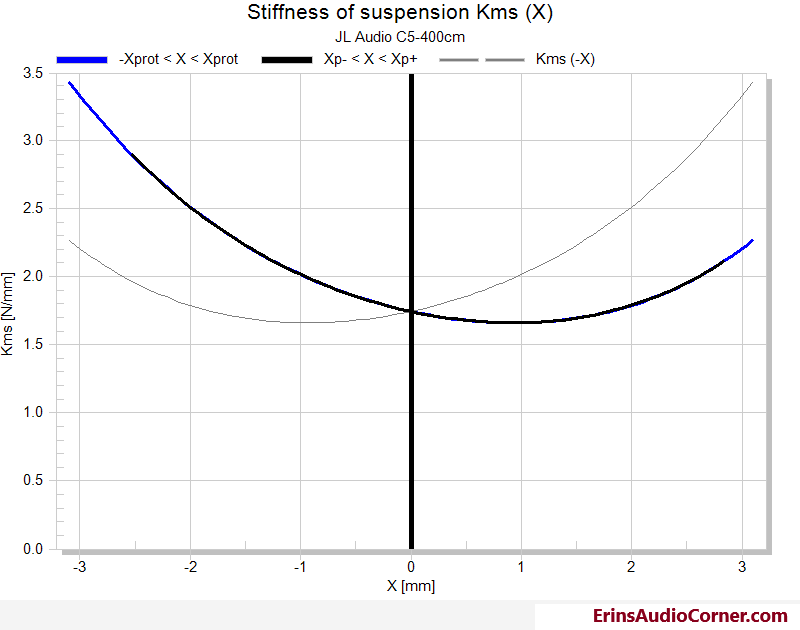 Stiffness of suspension Kms (X)
JL Audio C5-400cm
-Xprot < X < Xprot Xp- < X < Xp+ Kms (-X)
3.5
3.0
2.5
2.0
1.5
1.0
0.5
0.0
Kms [N/mm]
-3 -2 -1 0 1 2 3
X [mm]
ErinsAudioCorner.com